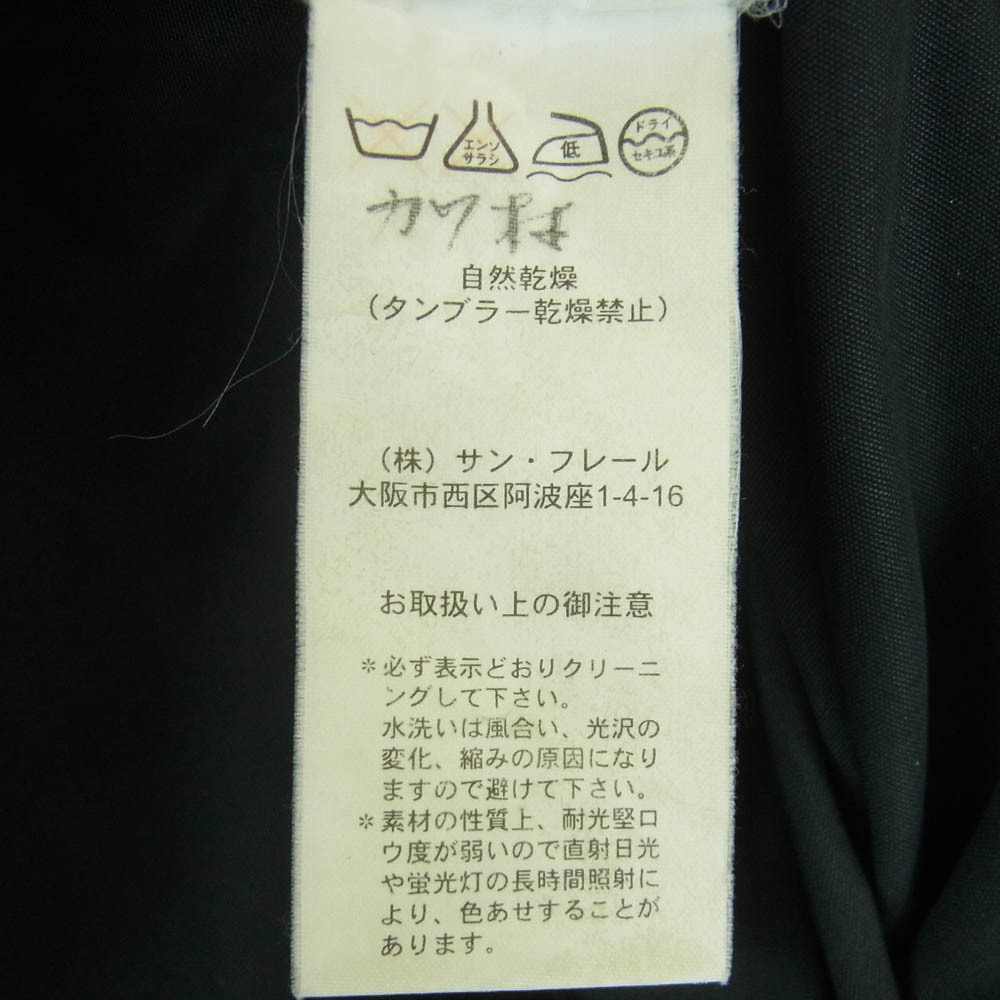 エンソ
サラシ
低
ドライ
セキユ系
自然乾燥
（タンブラー乾燥禁止）
（株）サン・フレール
大阪市西区阿波座1-4-16
お取扱い上の御注意
＊必ず表示どおりクリーニ
ングして下さい。
水洗いは風合い、光沢の
変化、縮みの原因になり
ますので避けて下さい。
＊素材の性質上、耐光堅ロ
ウ度が弱いので直射日光
や蛍光灯の長時間照射に
より、色あせすることが
あります。